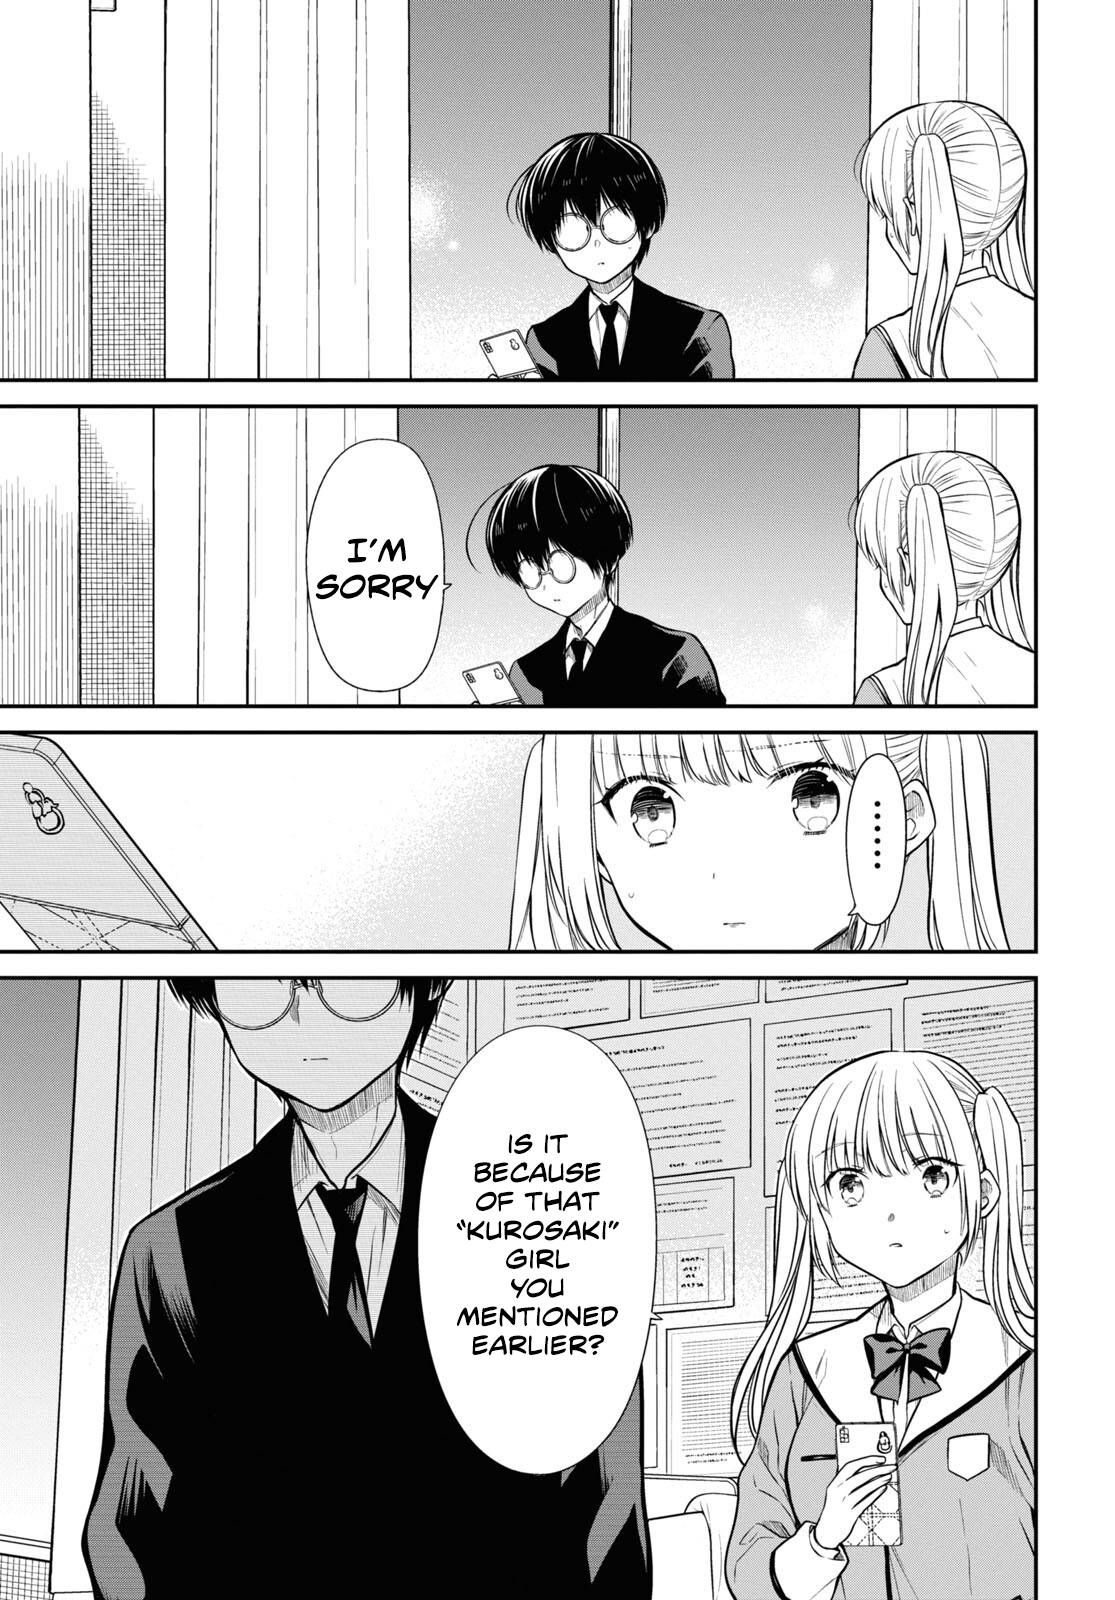 I'M
SORRY
IS IT
BECAUSE
OF THAT
"KUROSAKI"
GIRL
YOU
MENTIONED
EARLIER?